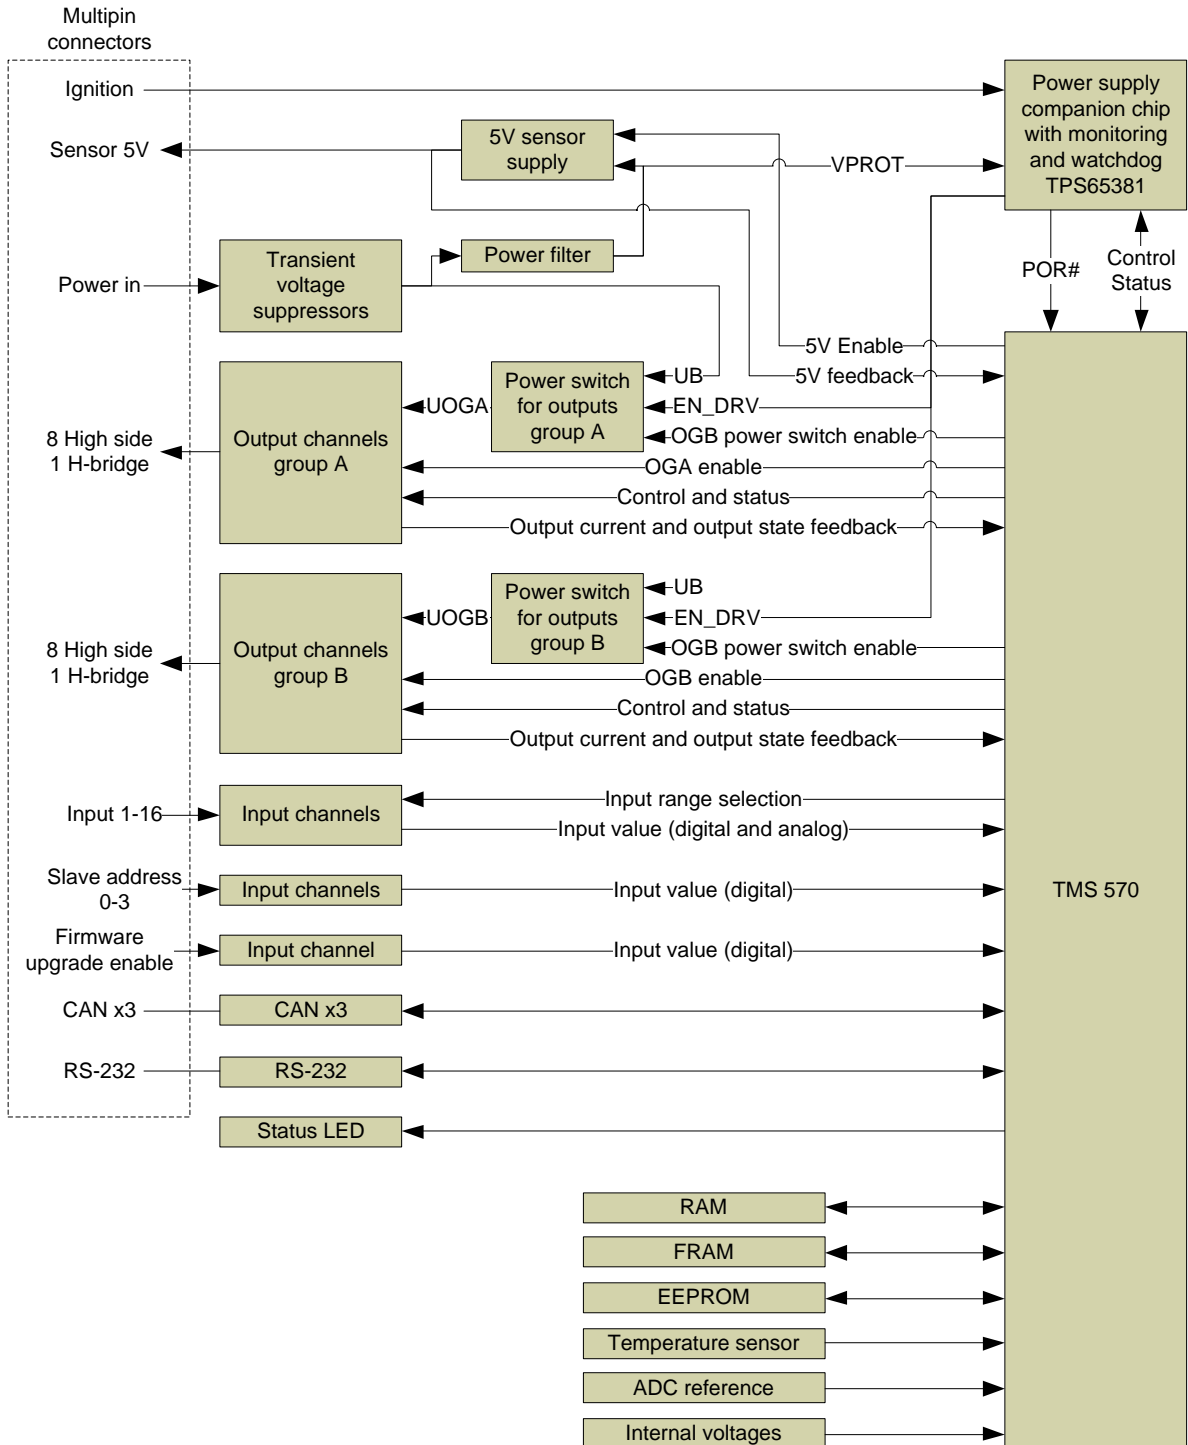 Multipin
connectors
Ignition
Sensor 5V
5V sensor
supply
VPROT
Power supply
companion chip
with monitoring
and watchdog
TPS65381
Power in
Transient
voltage
suppressors
Power filter
POR#
Control
Status
5V Enable
5V feedback
8 High side
1 H-bridge
Output channels
group A
UOGA
Power switch
for outputs
group A
UB
EN_DRV
OGB power switch enable
OGA enable
Control and status
Output current and output state feedback
8 High side
1 H-bridge
Output channels
group B
UOGB
Power switch
for outputs
group B
UB
EN_DRV
OGB power switch enable
OGB enable
Control and status
Output current and output state feedback
Input 1-16
Input channels
Input range selection
Input value (digital and analog)
Slave address
0-3
Input channels
Input value (digital)
TMS 570
Firmware
upgrade enable
Input channel
Input value (digital)
CAN x3
CAN x3
RS-232
RS-232
Status LED
RAM
FRAM
EEPROM
Temperature sensor
ADC reference
Internal voltages